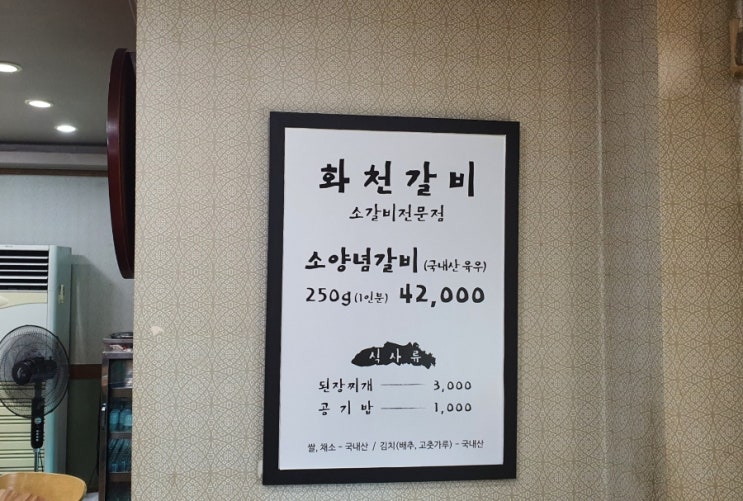 화천갈비
소갈비전문점
소양념갈비 (국내산 육우)
250g (1인분) 42,000
식사류
된장찌개 3,000
공기밥 1,000
쌀, 채소 - 국내산 / 김치(배추, 고춧가루) - 국내산